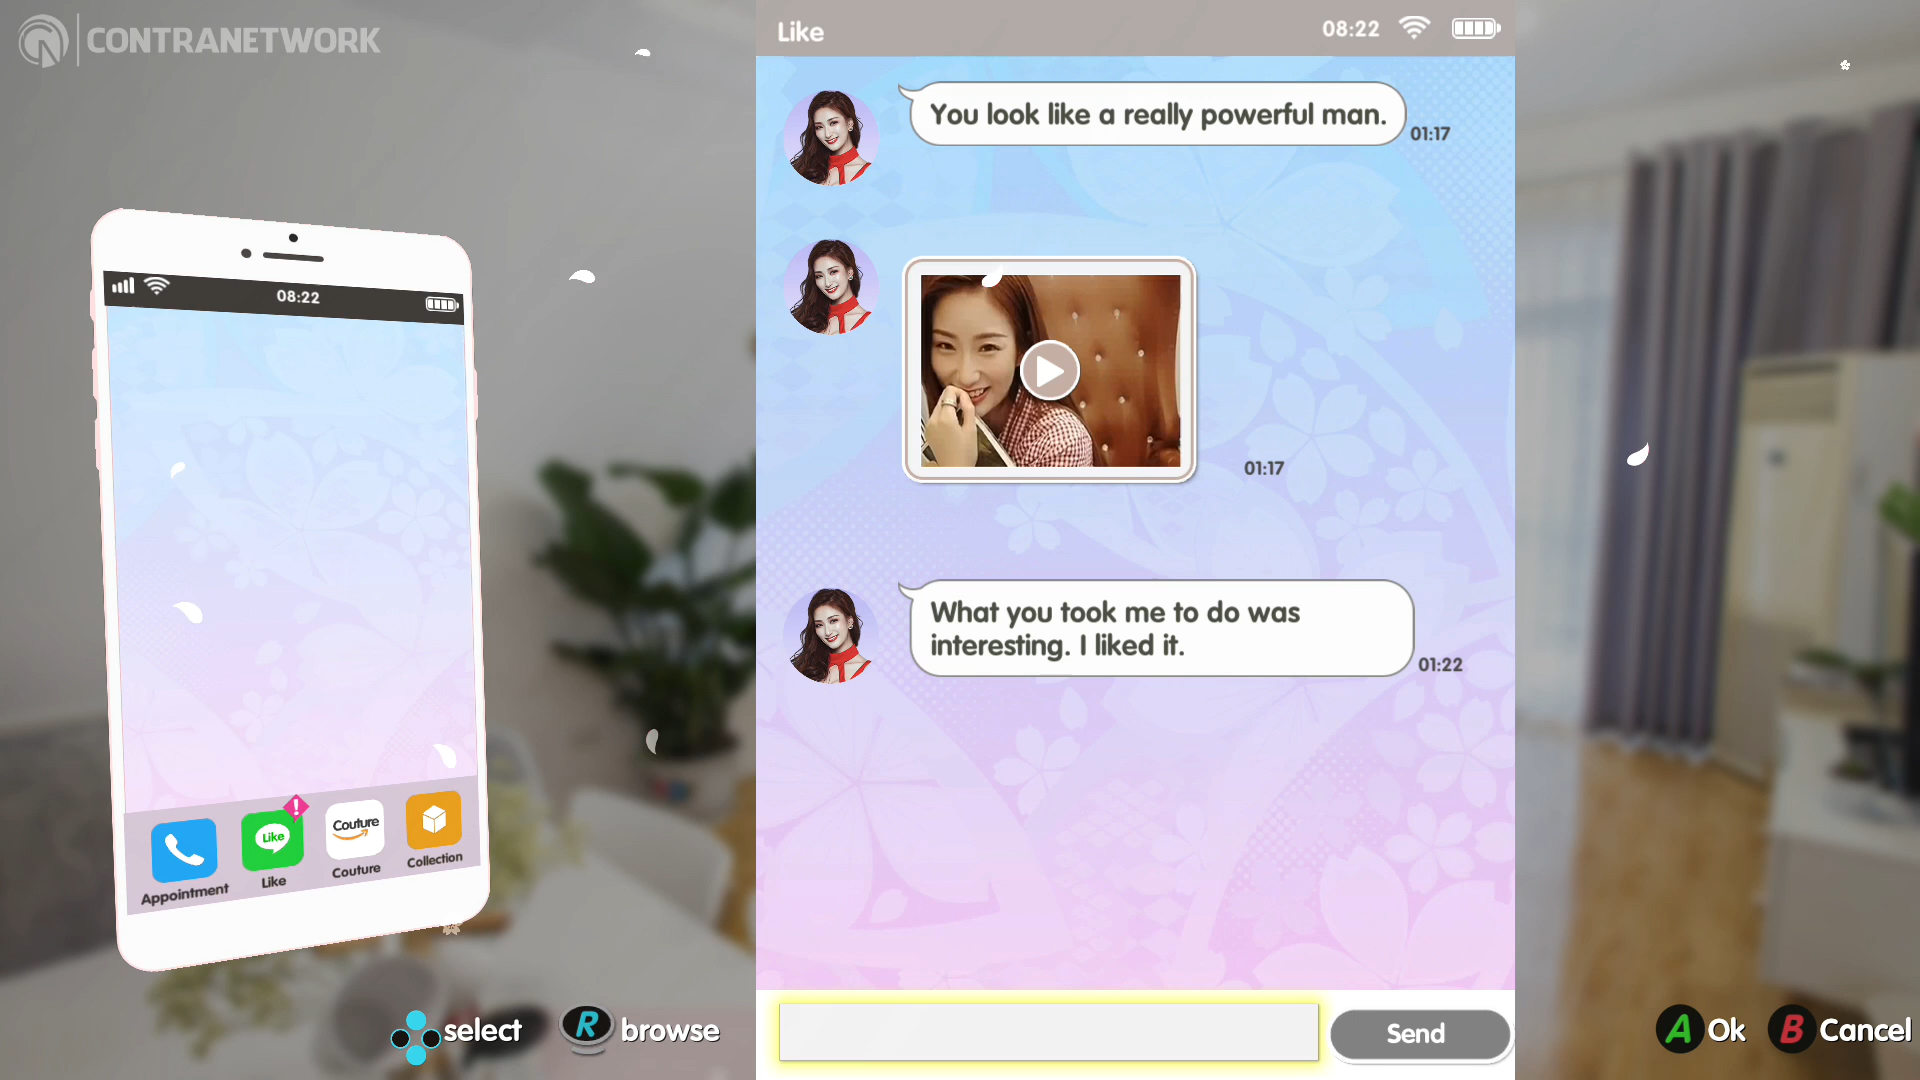 CONTRANETWORK
Like
08:22
You look like a really powerful man.
01:17
01:17
What you took me to do was
interesting. I liked it.
01:22
Send
08:22
Like
Couture
Appointment
Like
Couture
Collection
select
R
browse
A
Ok
B
Cancel